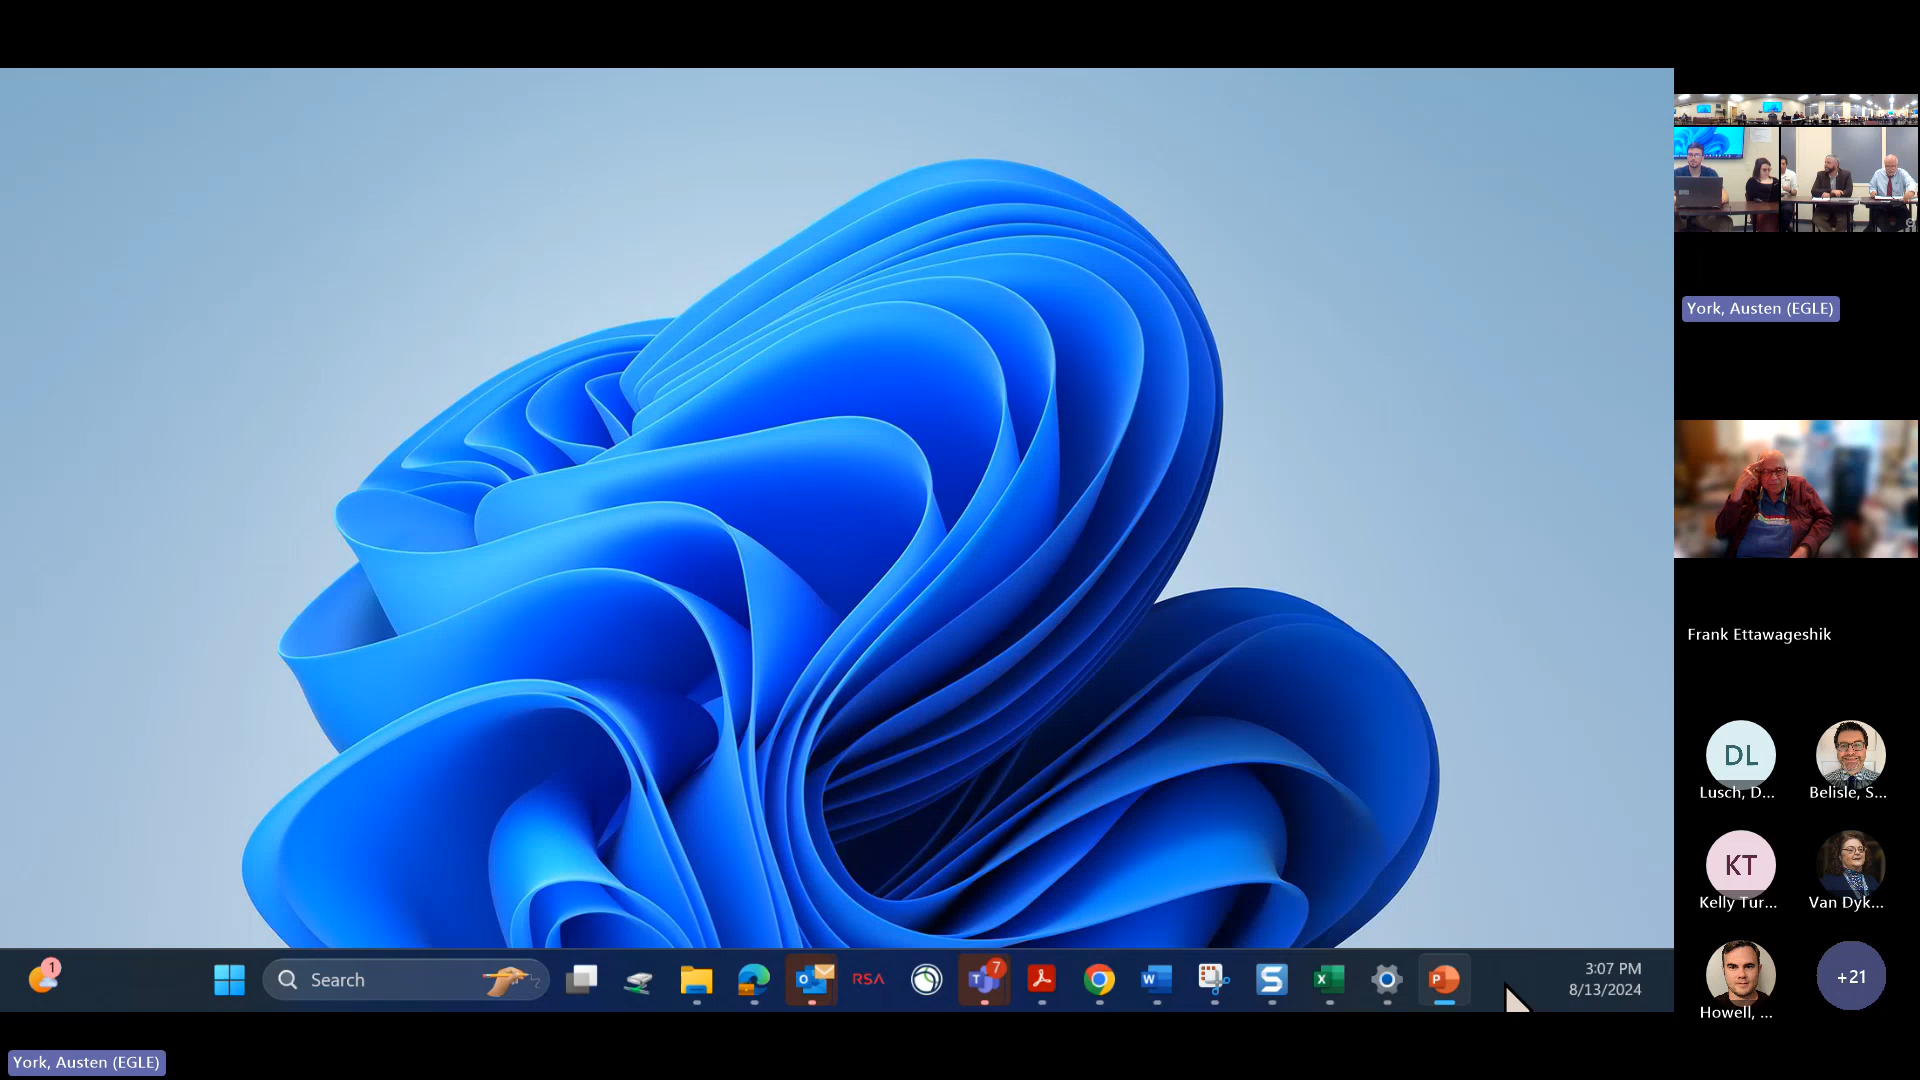 York, Austen (EGLE)
Frank Ettawageshik
DL
Lusch, D...
Belisle, S...
KT
Kelly Tur...
Van Dyk...
Howell, ...
+21
1
Search
RSA
7
3:07 PM
8/13/2024
York, Austen (EGLE)